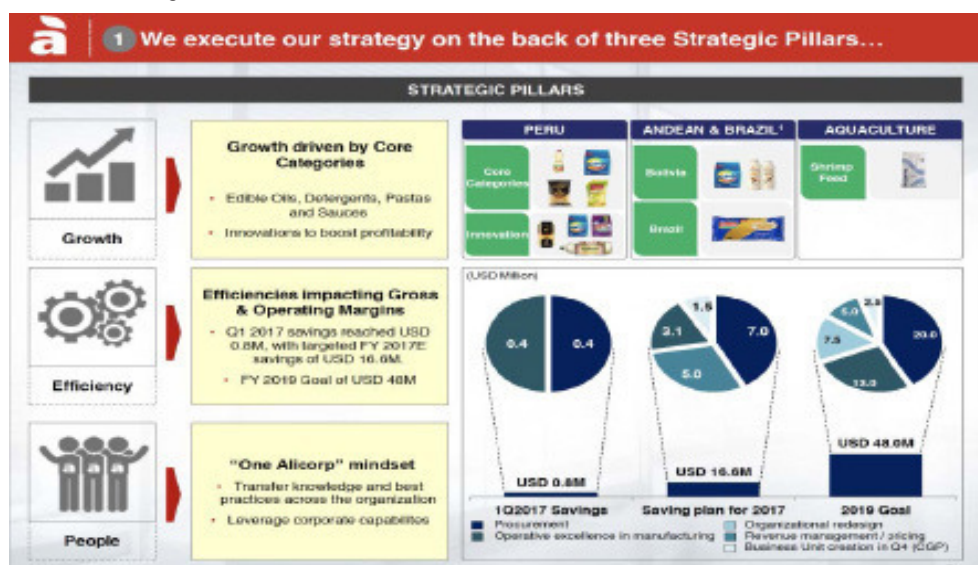 à
1 We execute our strategy on the back of three Strategic Pillars...
STRATEGIC PILLARS
Growth
Growth driven by Core
Categories
• Edible Oils, Detergents, Pastas
and Sauces
• Innovations to boost profitability
PERU
Core
Categories
Innovation
ANDEAN & BRAZIL¹
Bolivia
Brazil
AQUACULTURE
Shrimp
Feed
Efficiency
Efficiencies impacting Gross
& Operating Margins
• Q1 2017 savings reached USD
0.8M, with targeted FY 2017E
savings of USD 16.6M.
• FY 2019 Goal of USD 48M
(USD Million)
0.4
0.4
1.5
3.1
7.0
5.0
2.5
5.0
7.5
20.0
13.0
USD 0.8M
USD 16.6M
USD 48.0M
1Q2017 Savings
Saving plan for 2017
2019 Goal
Procurement
Operative excellence in manufacturing
Organizational redesign
Revenue management / pricing
Business Unit creation in Q4 (CGP)
People
"One Alicorp" mindset
• Transfer knowledge and best
practices across the organization
• Leverage corporate capabilites